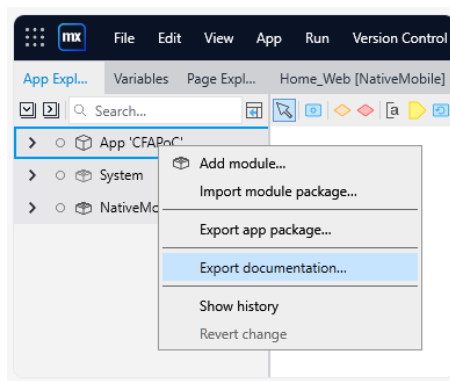 mx File Edit View App Run Version Control
App Expl... Variables Page Expl... Home_Web [NativeMobile]
Search...
App 'CFAPoC'
System
NativeMo
Add module...
Import module package...
Export app package...
Export documentation...
Show history
Revert change